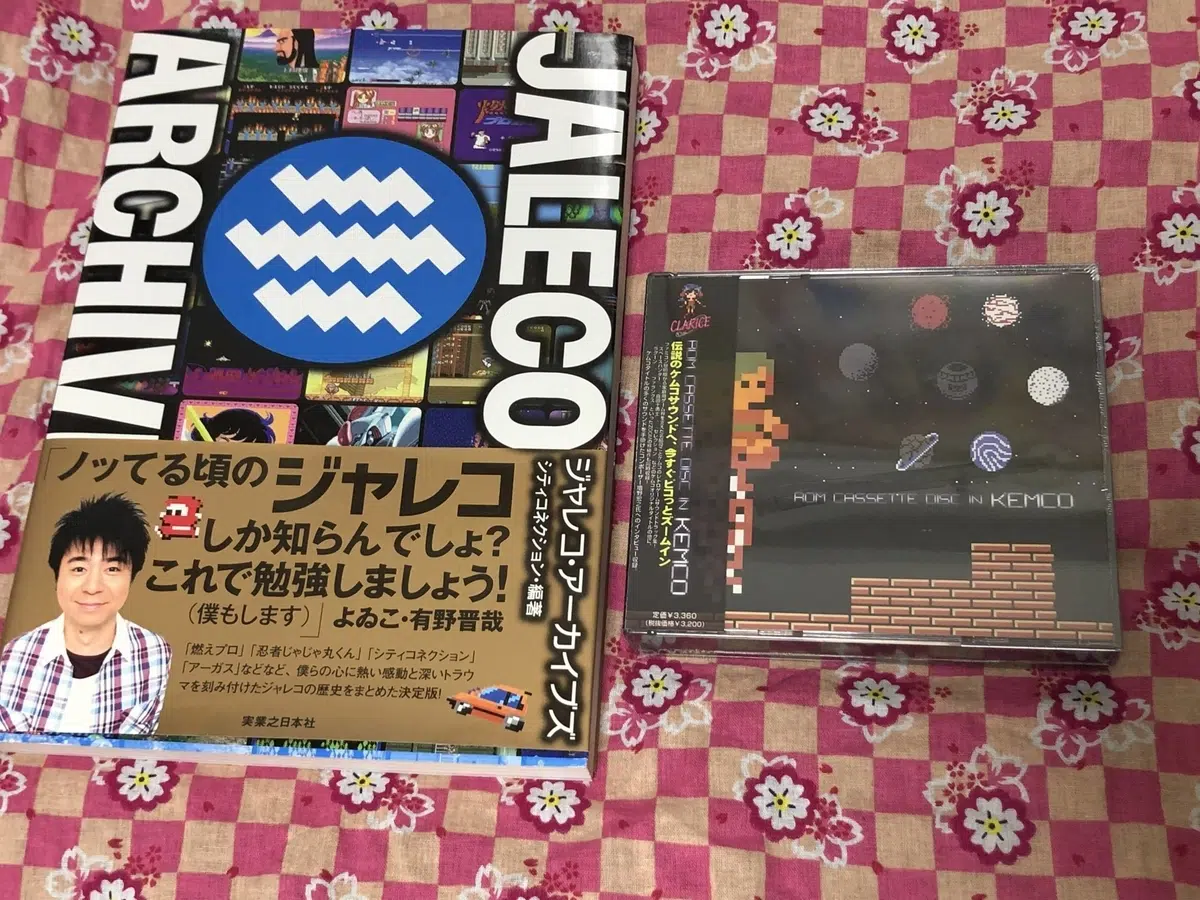 JALECO
ARCHIV
ジャレコ・アーカイブズ
シティコネクション・編著
「ノッてる頃のジャレコ
しか知らんでしょ?
これで勉強しましょう!
(僕もします)」よゐこ・有野晋哉
「燃えプロ」「忍者じゃじゃ丸くん」「シティコネクション」
「アーガス」などなど、僕らの心に熱い感動と深いトラウ
マを刻み付けたジャレコの歴史をまとめた決定版!
実業之日本社
CLARICE
ROM CASSETTE DISC IN KEMCO
伝説のケムコサウンドへ、今すぐピコっとズームイン
定価¥3,360
(税抜価格¥3,200)
ROM CASSETTE DISC IN KEMCO